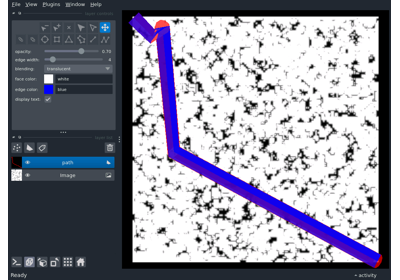 File View Plugins Window Help
opacity: 0.70
edge width: 4
blending: translucent
face color: white
edge color: blue
display text: ✓
path
Image
Ready
activity